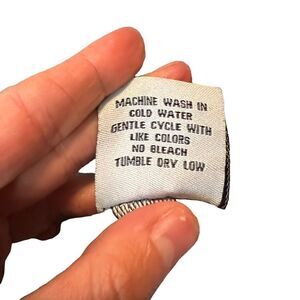 MACHINE WASH IN
COLD WATER
GENTLE CYCLE WITH
LIKE COLORS
NO BLEACH
TUMBLE DRY LOW